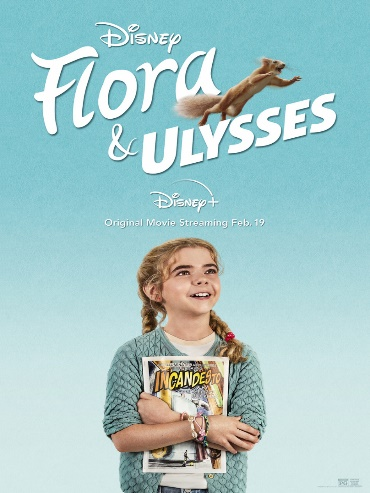 Disney
Flora
& ULYSSES
Disney+
Original Movie Streaming Feb. 19
INCANDESTO